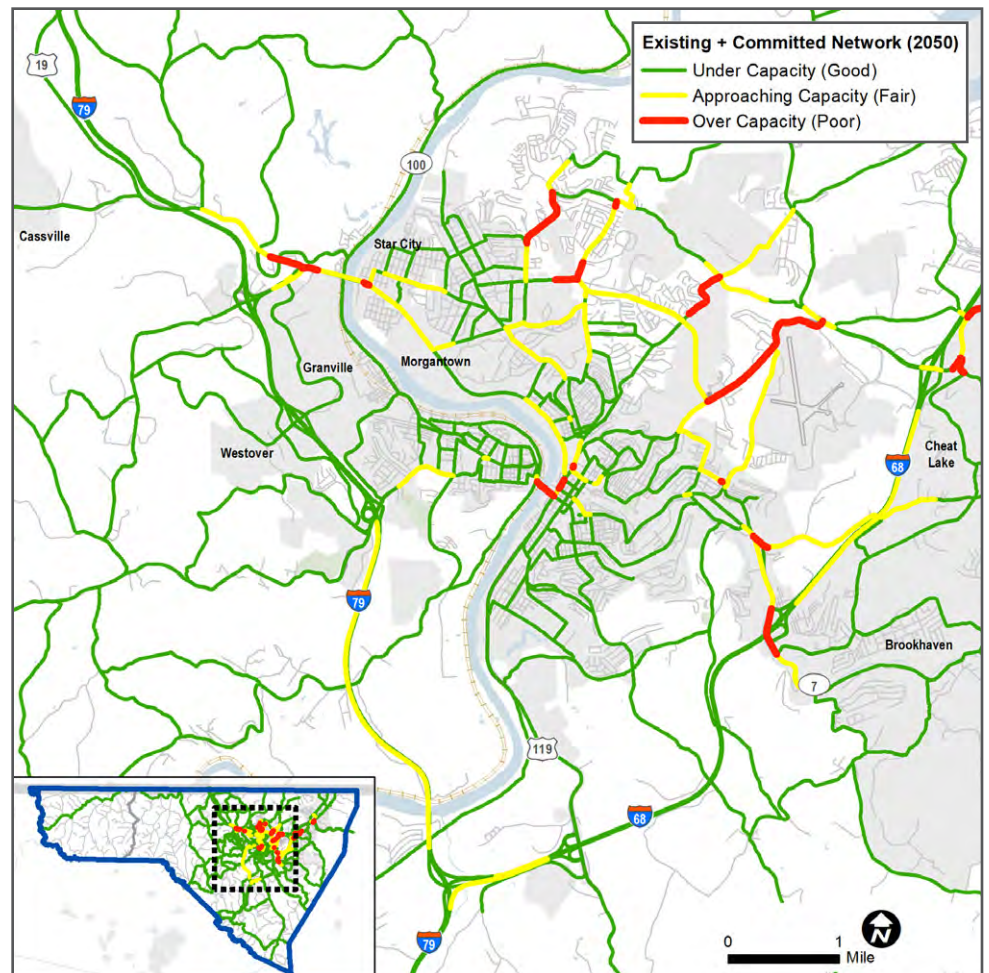 Existing + Committed Network (2050)
Under Capacity (Good)
Approaching Capacity (Fair)
Over Capacity (Poor)
19
79
100
Cassville
Star City
Granville
Morgantown
Westover
68
Cheat
Lake
79
Brookhaven
7
119
68
79
N
0 1
Mile